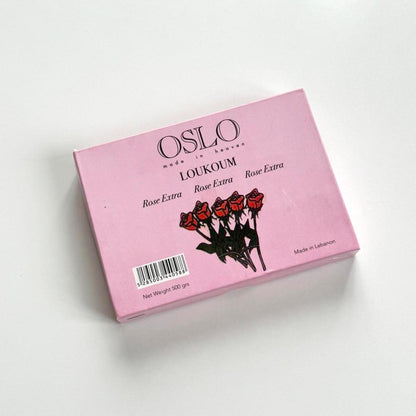 OSLO
made in heaven
LOUKOUM
Rose Extra Rose Extra Rose Extra
Made in Lebanon
Net Weight 500 grs